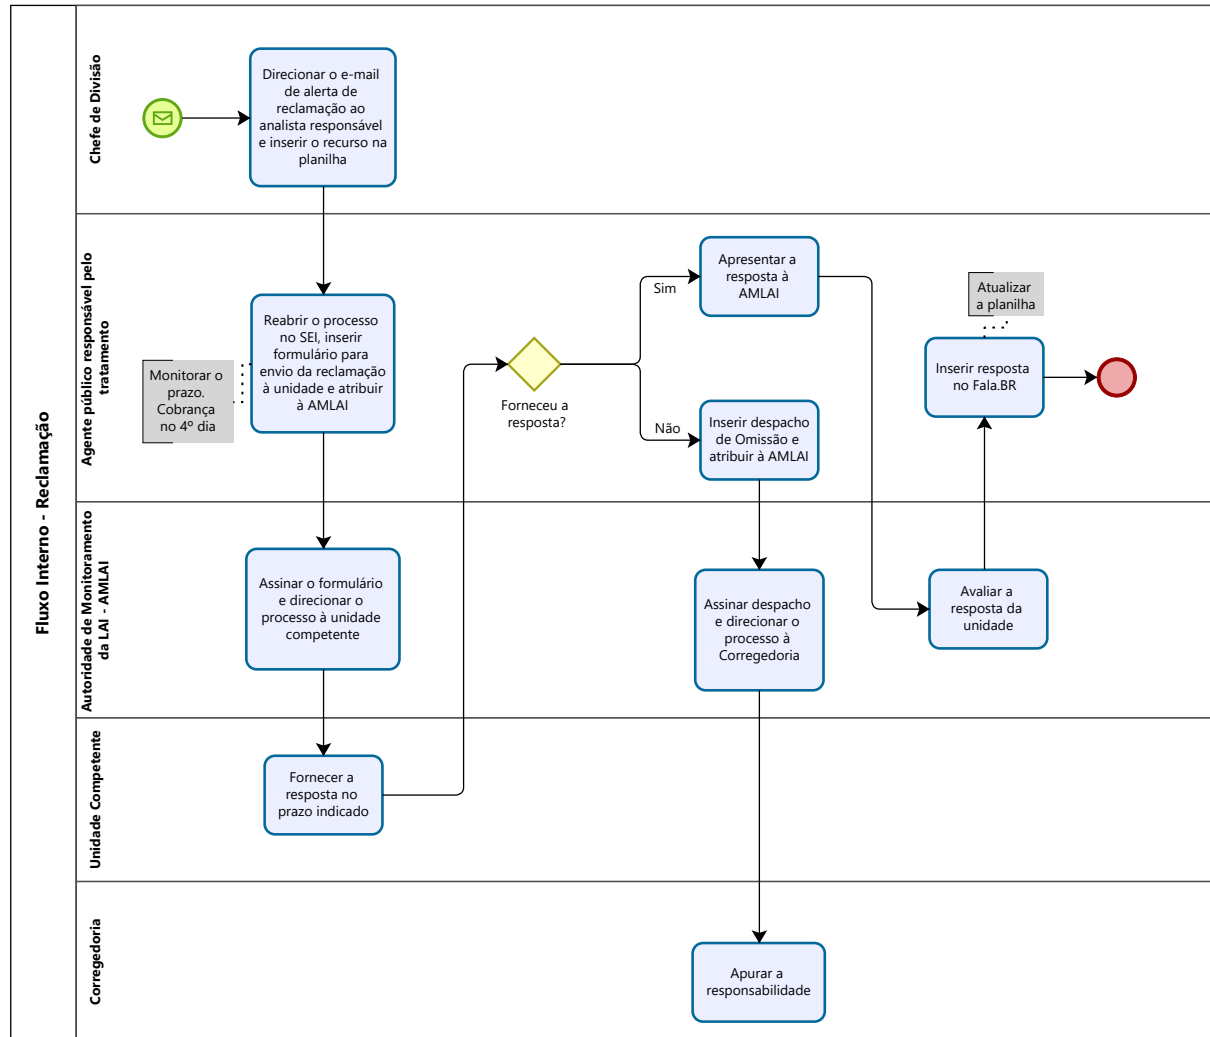 Fluxo Interno - Reclamação
Chefe de Divisão
Direcionar o e-mail
de alerta de
reclamação ao
analista responsável
e inserir o recurso na
planilha
Agente público responsável pelo
tratamento
Reabrir o processo
no SEI, inserir
formulário para
envio da reclamação
à unidade e atribuir
à AMLAI
Monitorar o
prazo.
Cobrança
no 4º dia
Forneceu a
resposta?
Sim
Não
Apresentar a
resposta à
AMLAI
Inserir despacho
de Omissão e
atribuir à AMLAI
Atualizar
a planilha
Inserir resposta
no Fala.BR
Autoridade de Monitoramento
da LAI - AMLAI
Assinar o formulário
e direcionar o
processo à unidade
competente
Assinar despacho
e direcionar o
processo à
Corregedoria
Avaliar a
resposta da
unidade
Unidade Competente
Fornecer a
resposta no
prazo indicado
Corregedoria
Apurar a
responsabilidade